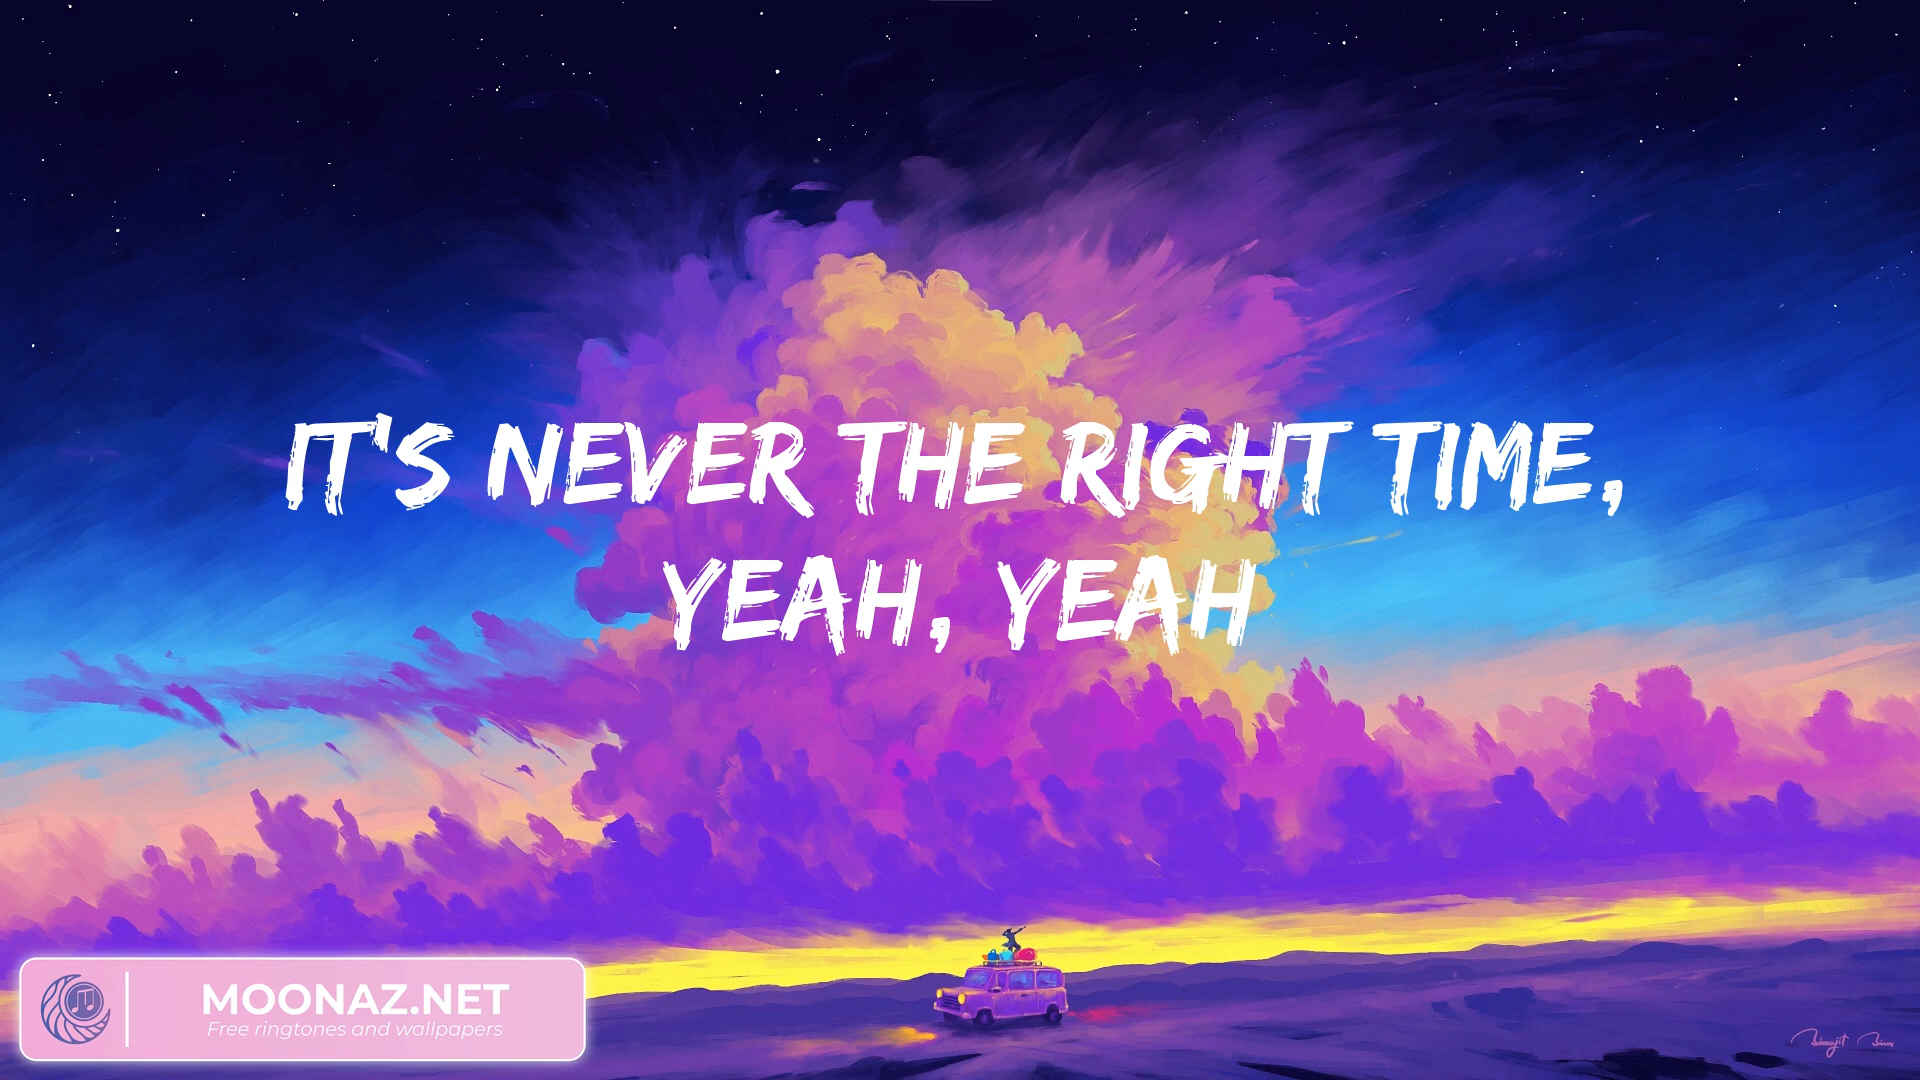 IT'S NEVER THE RIGHT TIME,
YEAH, YEAH
MOONAZ.NET
Free ringtones and wallpapers